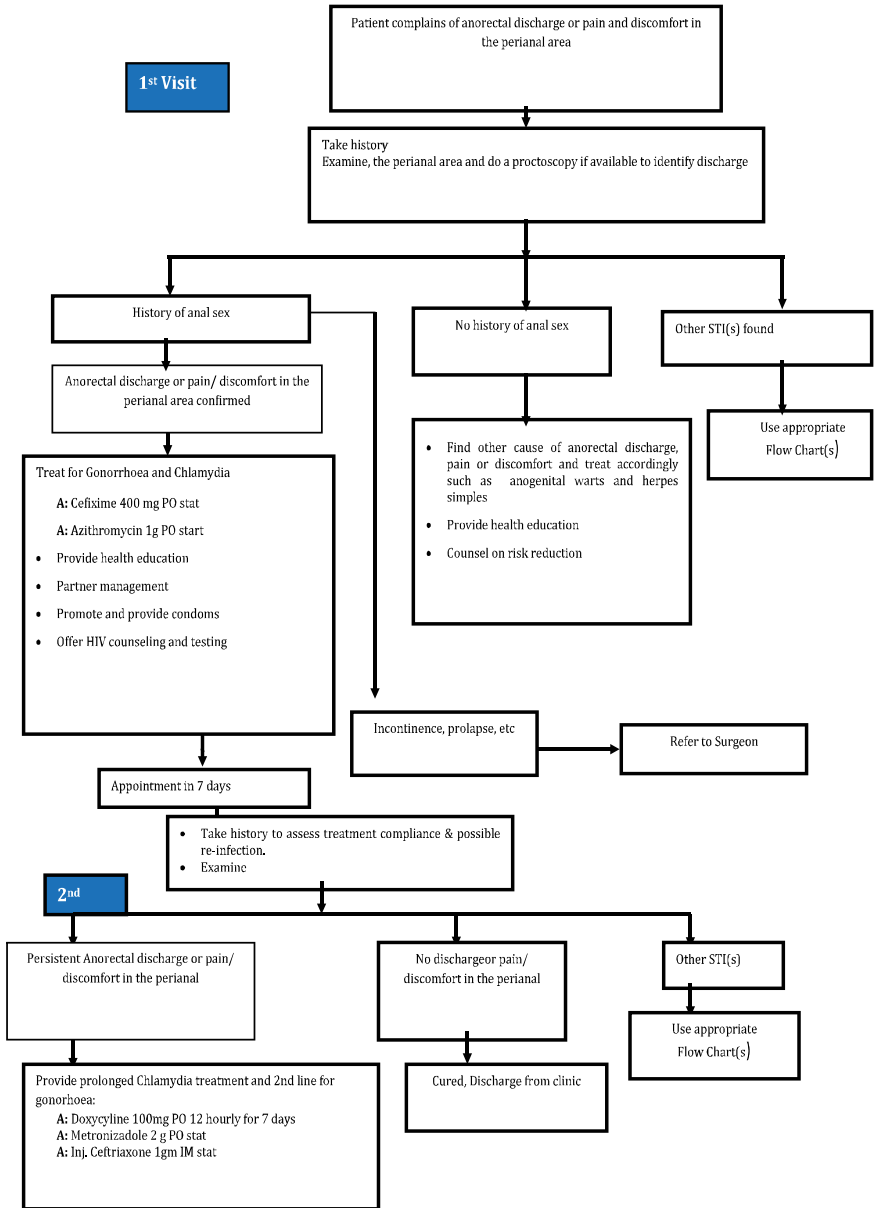 Patient complains of anorectal discharge or pain and discomfort in
the perianal area
1st Visit
Take history
Examine, the perianal area and do a proctoscopy if available to identify discharge
History of anal sex
No history of anal sex
Other STI(s) found
Anorectal discharge or pain/ discomfort in the
perianal area confirmed
Use appropriate
Flow Chart(s)
Treat for Gonorrhoea and Chlamydia
A: Cefixime 400 mg PO stat
A: Azithromycin 1g PO start
• Provide health education
• Partner management
• Promote and provide condoms
• Offer HIV counseling and testing
• Find other cause of anorectal discharge,
pain or discomfort and treat accordingly
such as anogenital warts and herpes
simples
• Provide health education
• Counsel on risk reduction
Incontinence, prolapse, etc
Refer to Surgeon
Appointment in 7 days
• Take history to assess treatment compliance & possible
re-infection.
• Examine
2nd
Persistent Anorectal discharge or pain/
discomfort in the perianal
No dischargeor pain/
discomfort in the perianal
Other STI(s)
Use appropriate
Flow Chart(s)
Provide prolonged Chlamydia treatment and 2nd line for
gonorhoea:
A: Doxycyline 100mg PO 12 hourly for 7 days
A: Metronizadole 2 g PO stat
A: Inj. Ceftriaxone 1gm IM stat
Cured, Discharge from clinic